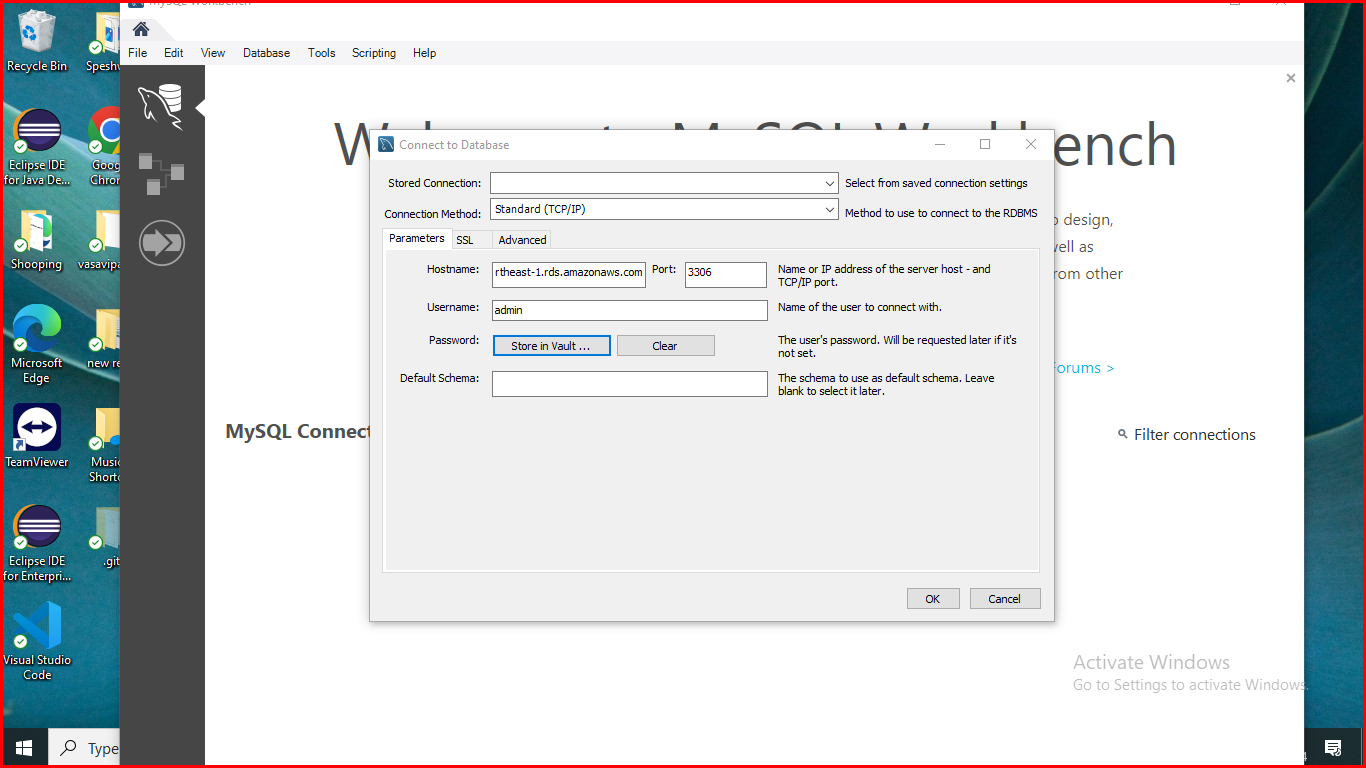 MySQL Workbench
File Edit View Database Tools Scripting Help
Recycle Bin
Eclipse IDE
for Java De...
Goog
Chron
Shooping
vasavipa
Microsoft
Edge
new re
TeamViewer
Music
Shortc
Eclipse IDE
for Enterpri...
.git
Visual Studio
Code
Type
ench
o design,
ell as
rom other
Forums >
MySQL Connect
Filter connections
Connect to Database
Stored Connection:
Select from saved connection settings
Connection Method: Standard (TCP/IP)
Method to use to connect to the RDBMS
Parameters SSL Advanced
Hostname: rtheast-1.rds.amazonaws.com Port: 3306
Name or IP address of the server host - and
TCP/IP port.
Username: admin
Name of the user to connect with.
Password: Store in Vault ... Clear
The user's password. Will be requested later if it's
not set.
Default Schema:
The schema to use as default schema. Leave
blank to select it later.
OK Cancel
Activate Windows
Go to Settings to activate Windows.